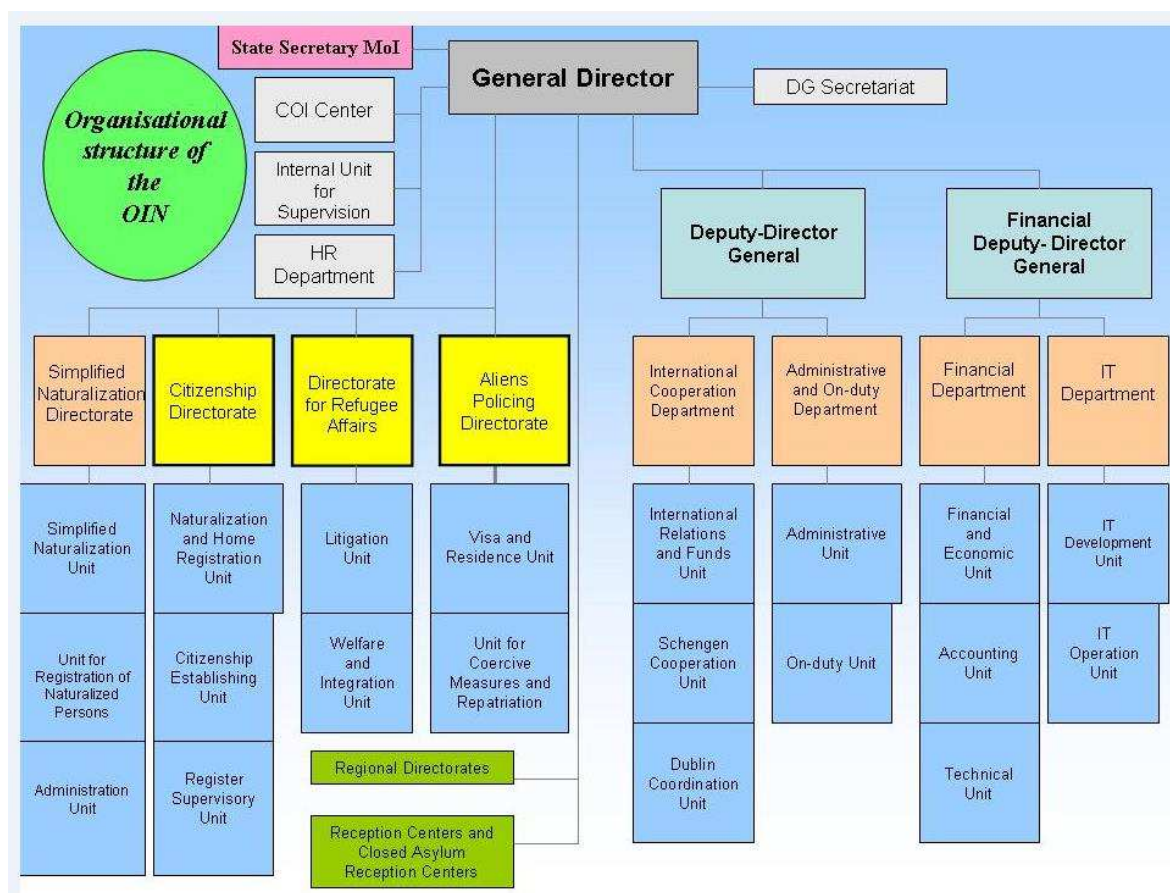 State Secretary MoI
General Director
DG Secretariat
Organisational
structure of
the
OIN
COI Center
Internal Unit
for
Supervision
HR
Department
Deputy-Director
General
Financial
Deputy- Director
General
Simplified
Naturalization
Directorate
Citizenship
Directorate
Directorate
for Refugee
Affairs
Aliens
Policing
Directorate
International
Cooperation
Department
Administrative
and On-duty
Department
Financial
Department
IT
Department
Simplified
Naturalization
Unit
Naturalization
and Home
Registration
Unit
Litigation
Unit
Visa and
Residence Unit
International
Relations
and Funds
Unit
Administrative
Unit
Financial
and
Economic
Unit
IT
Development
Unit
Unit for
Registration of
Naturalized
Persons
Citizenship
Establishing
Unit
Welfare
and
Integration
Unit
Unit for
Coercive
Measures and
Repatriation
Schengen
Cooperation
Unit
On-duty Unit
Accounting
Unit
IT
Operation
Unit
Administration
Unit
Register
Supervisory
Unit
Regional Directorates
Dublin
Coordination
Unit
Technical
Unit
Reception Centers and
Closed Asylum
Reception Centers